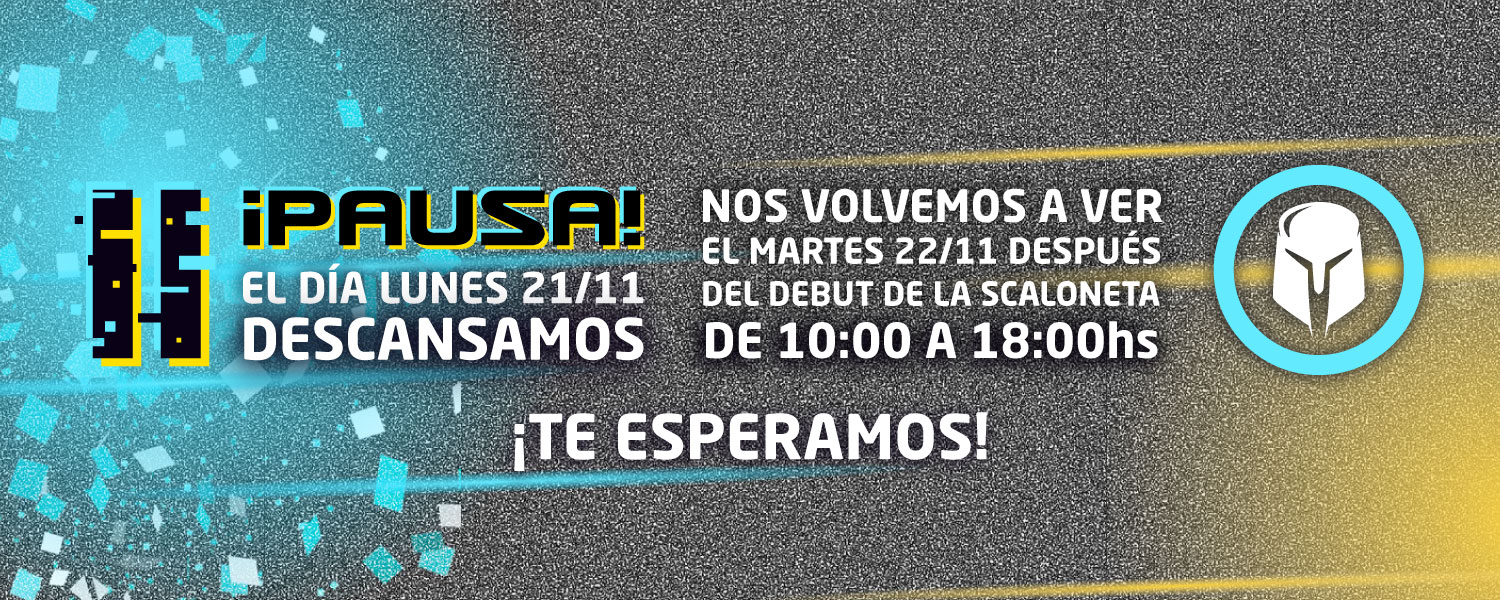 ¡PAUSA!
EL DÍA LUNES 21/11
DESCANSAMOS
NOS VOLVEMOS A VER
EL MARTES 22/11 DESPUÉS
DEL DEBUT DE LA SCALONETA
DE 10:00 A 18:00hs
¡TE ESPERAMOS!